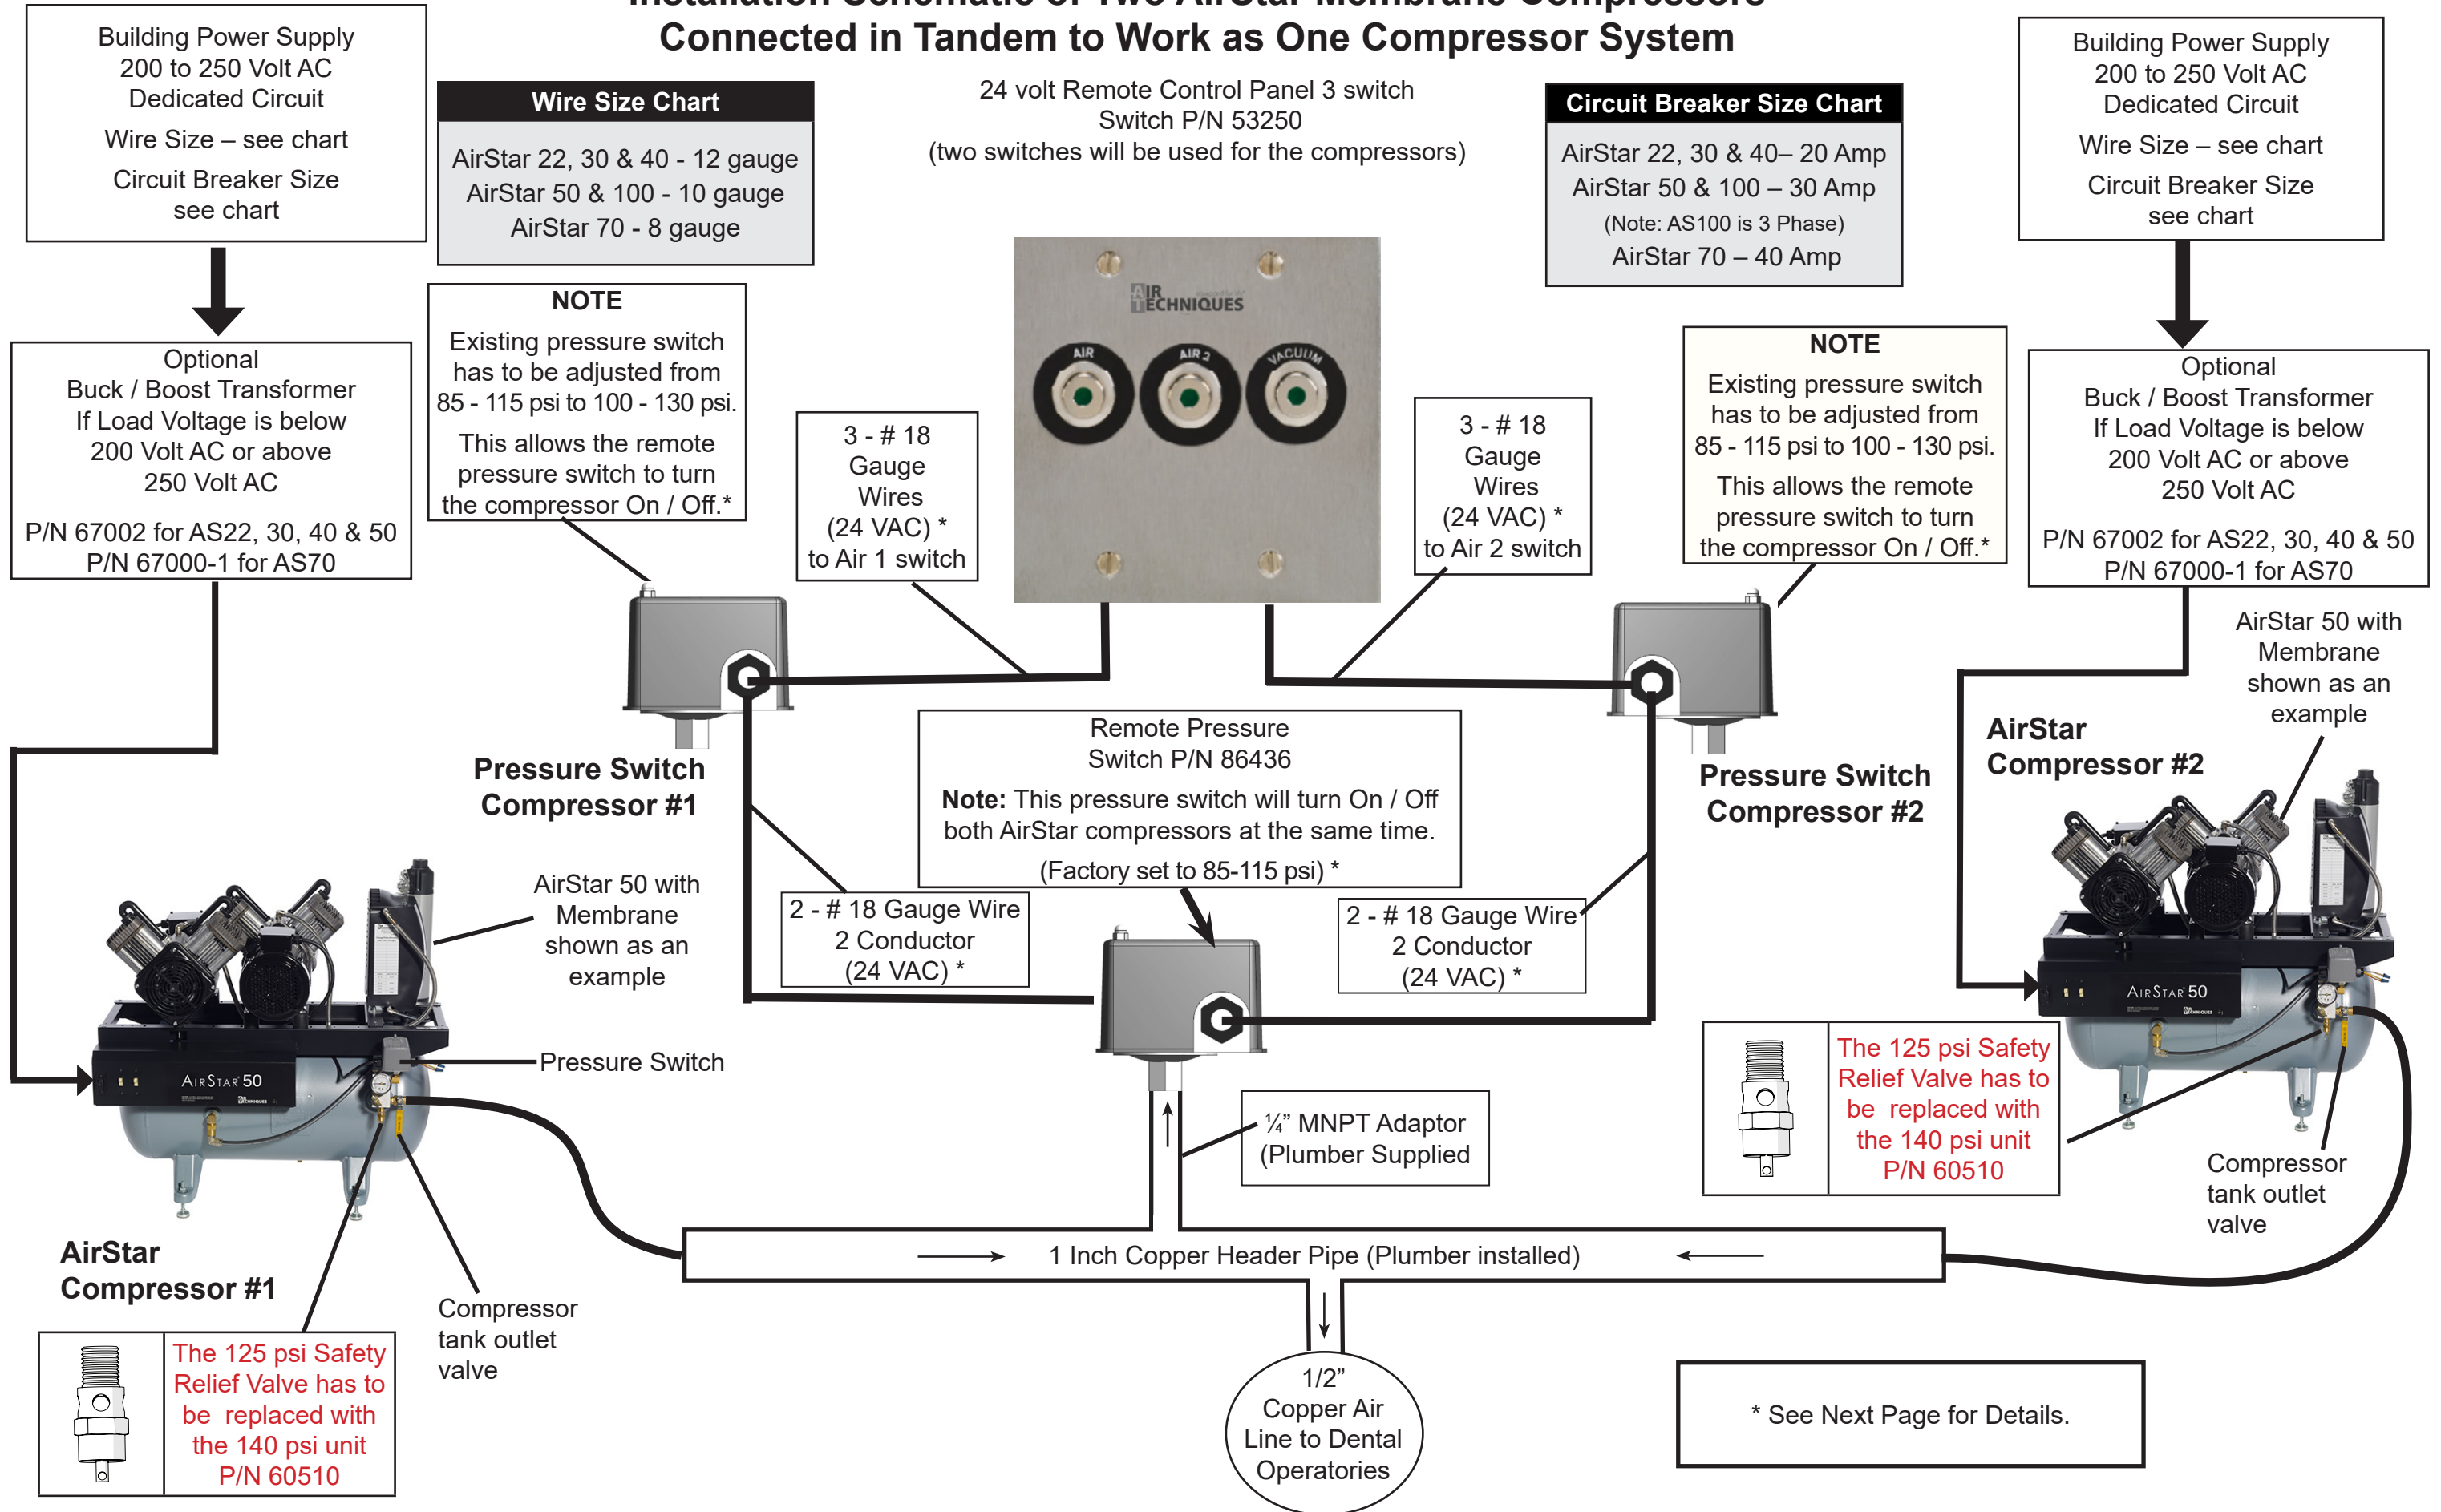 Installation Schematic of Two AirStar Membrane Compressors
Connected in Tandem to Work as One Compressor System
Building Power Supply
200 to 250 Volt AC
Dedicated Circuit
Wire Size – see chart
Circuit Breaker Size
see chart
Wire Size Chart
AirStar 22, 30 & 40 - 12 gauge
AirStar 50 & 100 - 10 gauge
AirStar 70 - 8 gauge
24 volt Remote Control Panel 3 switch
Switch P/N 53250
(two switches will be used for the compressors)
Circuit Breaker Size Chart
AirStar 22, 30 & 40– 20 Amp
AirStar 50 & 100 – 30 Amp
(Note: AS100 is 3 Phase)
AirStar 70 – 40 Amp
Building Power Supply
200 to 250 Volt AC
Dedicated Circuit
Wire Size – see chart
Circuit Breaker Size
see chart
Optional
Buck / Boost Transformer
If Load Voltage is below
200 Volt AC or above
250 Volt AC
P/N 67002 for AS22, 30, 40 & 50
P/N 67000-1 for AS70
NOTE
Existing pressure switch
has to be adjusted from
85 - 115 psi to 100 - 130 psi.
This allows the remote
pressure switch to turn
the compressor On / Off.*
3 - # 18
Gauge
Wires
(24 VAC) *
to Air 1 switch
AIR
TECHNIQUES
AIR
AIR 2
VACUUM
3 - # 18
Gauge
Wires
(24 VAC) *
to Air 2 switch
NOTE
Existing pressure switch
has to be adjusted from
85 - 115 psi to 100 - 130 psi.
This allows the remote
pressure switch to turn
the compressor On / Off.*
Optional
Buck / Boost Transformer
If Load Voltage is below
200 Volt AC or above
250 Volt AC
P/N 67002 for AS22, 30, 40 & 50
P/N 67000-1 for AS70
AirStar 50 with
Membrane
shown as an
example
AirStar
Compressor #2
Pressure Switch
Compressor #1
Remote Pressure
Switch P/N 86436
Note: This pressure switch will turn On / Off
both AirStar compressors at the same time.
(Factory set to 85-115 psi) *
Pressure Switch
Compressor #2
AirStar 50 with
Membrane
shown as an
example
2 - # 18 Gauge Wire
2 Conductor
(24 VAC) *
2 - # 18 Gauge Wire
2 Conductor
(24 VAC) *
AIRSTAR 50
AIR TECHNIQUES
Pressure Switch
AIRSTAR 50
AIR TECHNIQUES
The 125 psi Safety
Relief Valve has to
be replaced with
the 140 psi unit
P/N 60510
¼” MNPT Adaptor
(Plumber Supplied
Compressor
tank outlet
valve
AirStar
Compressor #1
1 Inch Copper Header Pipe (Plumber installed)
Compressor
tank outlet
valve
The 125 psi Safety
Relief Valve has to
be replaced with
the 140 psi unit
P/N 60510
1/2”
Copper Air
Line to Dental
Operatories
* See Next Page for Details.